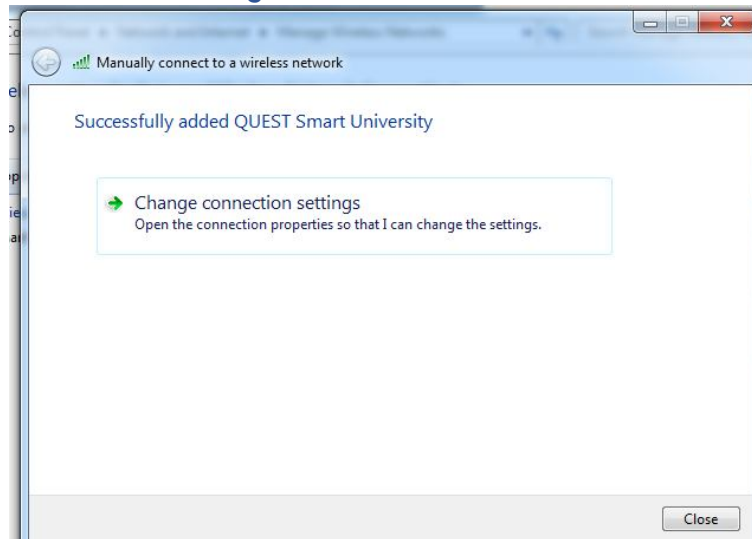 Manually connect to a wireless network
Successfully added QUEST Smart University
Change connection settings
Open the connection properties so that I can change the settings.
Close